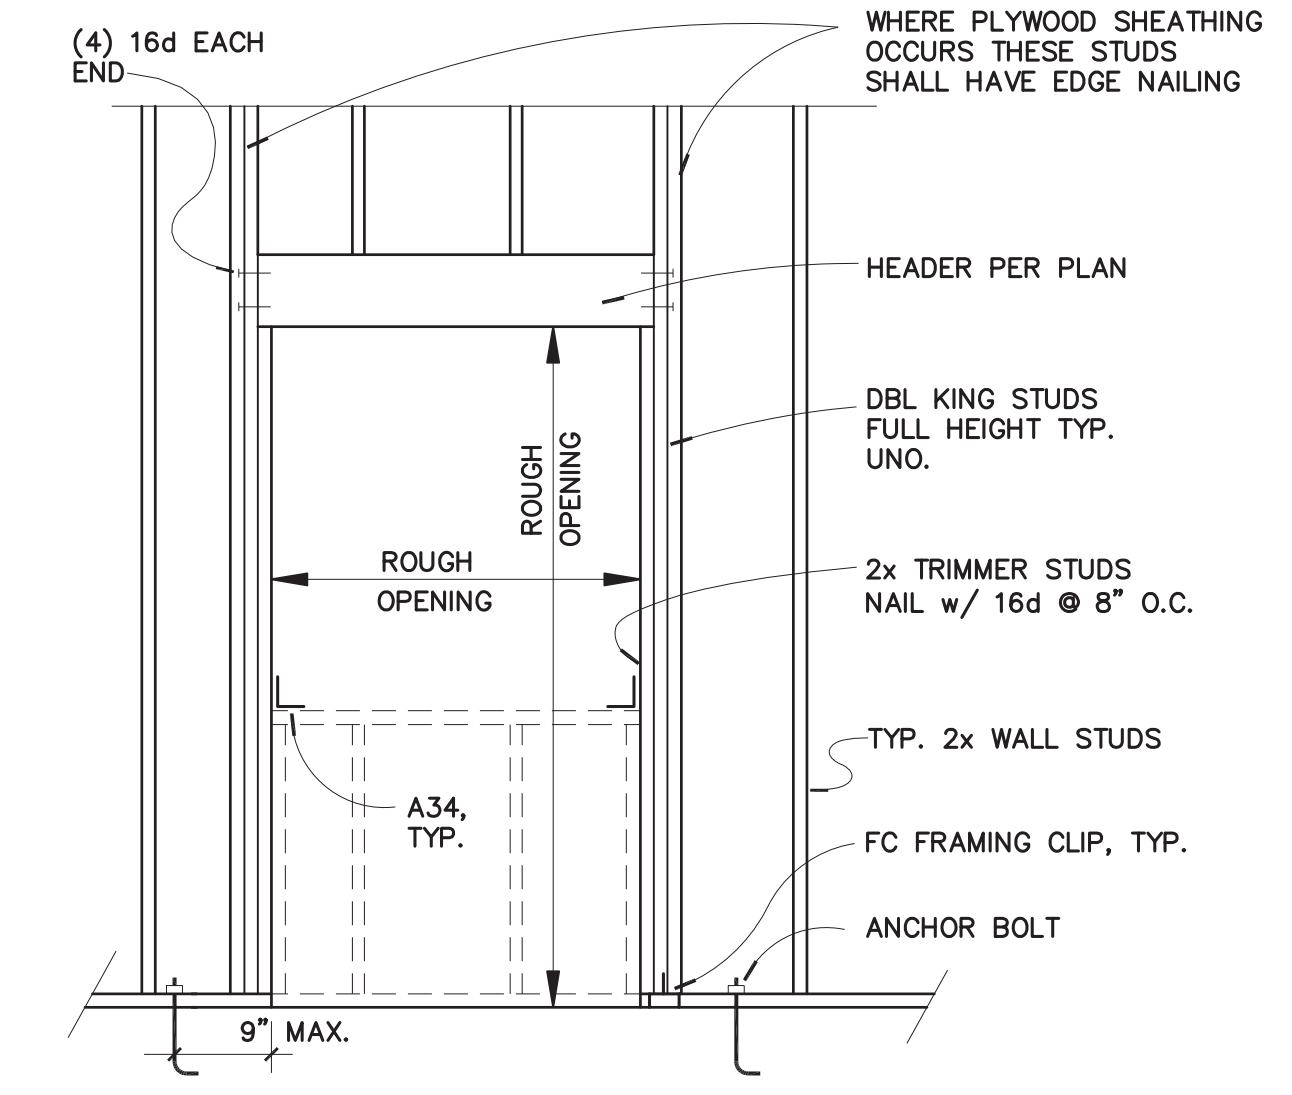 (4) 16d EACH
END
WHERE PLYWOOD SHEATHING
OCCURS THESE STUDS
SHALL HAVE EDGE NAILING
HEADER PER PLAN
DBL KING STUDS
FULL HEIGHT TYP.
UNO.
ROUGH
OPENING
ROUGH
OPENING
2x TRIMMER STUDS
NAIL w/ 16d @ 8” O.C.
TYP. 2x WALL STUDS
A34,
TYP.
FC FRAMING CLIP, TYP.
ANCHOR BOLT
9” MAX.